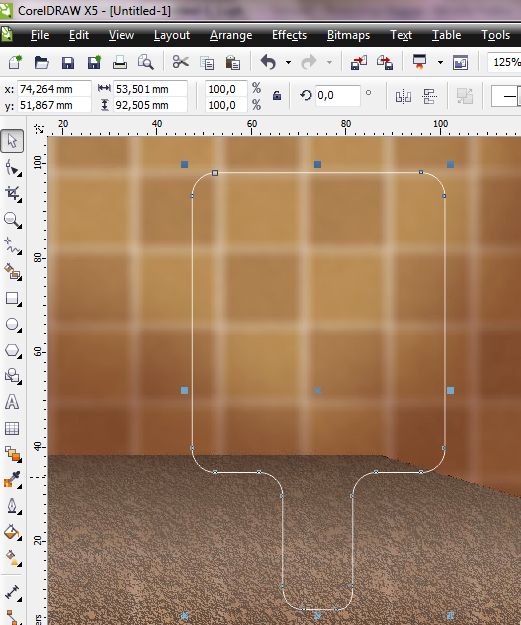 CorelDRAW X5 - [Untitled-1]
File Edit View Layout Arrange Effects Bitmaps Text Table Tools
125%
x: 74,264 mm 53,501 mm 100,0 % 0,0 °
y: 51,867 mm 92,505 mm 100,0 %
20 40 60 80 100
100
80
60
40
20